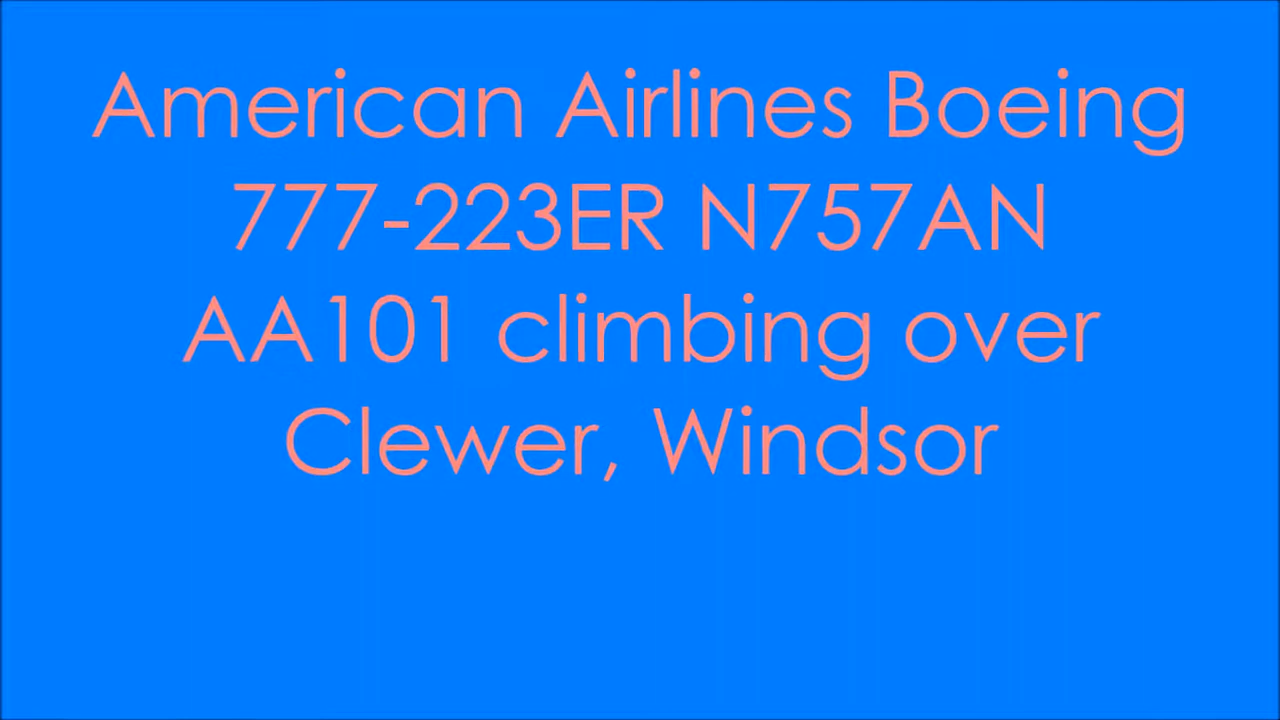 American Airlines Boeing
777-223ER N757AN
AA101 climbing over
Clewer, Windsor